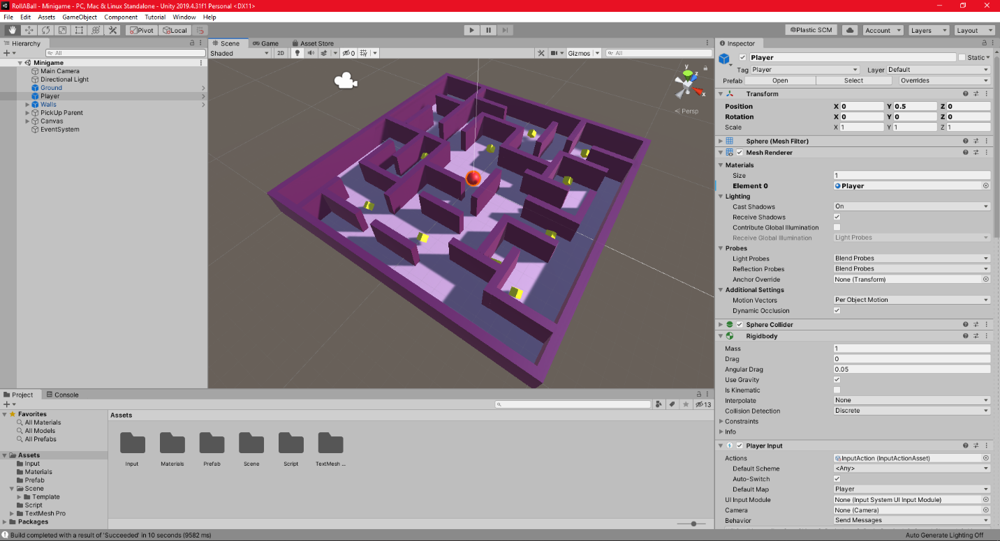 RollABall - Minigame - PC, Mac & Linux Standalone - Unity 2019.4.31f1 Personal <DX11>
File Edit Assets GameObject Component Tutorial Window Help
Pivot Local Plastic SCM Account Layers Layout
Hierarchy
All
Minigame
Main Camera
Directional Light
Ground
Player
Walls
PickUp Parent
Canvas
EventSystem
Scene Game Asset Store
Shaded 2D 0 Gizmos All
y
z
x
Persp
Inspector
Player Static
Tag Player Layer Default
Prefab Open Select Overrides
Transform
Position X 0 Y 0.5 Z 0
Rotation X 0 Y 0 Z 0
Scale X 1 Y 1 Z 1
Sphere (Mesh Filter)
Mesh Renderer
Materials
Size 1
Element 0 Player
Lighting
Cast Shadows On
Receive Shadows
Contribute Global Illumination
Receive Global Illumination Light Probes
Probes
Light Probes Blend Probes
Reflection Probes Blend Probes
Anchor Override None (Transform)
Additional Settings
Motion Vectors Per Object Motion
Dynamic Occlusion
Sphere Collider
Rigidbody
Mass 1
Drag 0
Angular Drag 0.05
Use Gravity
Is Kinematic
Interpolate None
Collision Detection Discrete
Constraints
Info
Player Input
Actions InputAction (InputActionAsset)
Default Scheme <Any>
Auto-Switch
Default Map Player
UI Input Module None (Input System UI Input Module)
Camera None (Camera)
Behavior Send Messages
Project Console
13
Favorites
All Materials
All Models
All Prefabs
Assets
Input
Materials
Prefab
Scene
Template
Script
TextMesh Pro
Packages
Assets
Input Materials Prefab Scene Script TextMesh ...
Build completed with a result of 'Succeeded' in 10 seconds (9582 ms)
Auto Generate Lighting Off